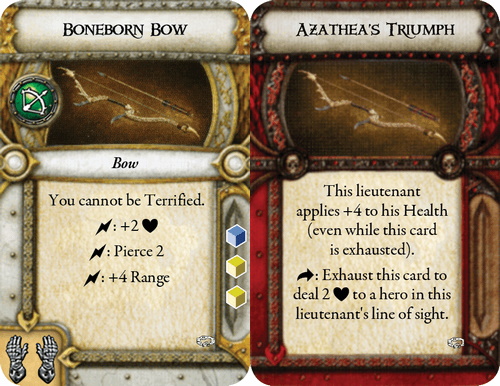 BONEBORN BOW
Bow
You cannot be Terrified.
: +2
: Pierce 2
: +4 Range
AZATHEA'S TRIUMPH
This lieutenant
applies +4 to his Health
(even while this card
is exhausted).
: Exhaust this card to
deal 2 to a hero in this
lieutenant's line of sight.